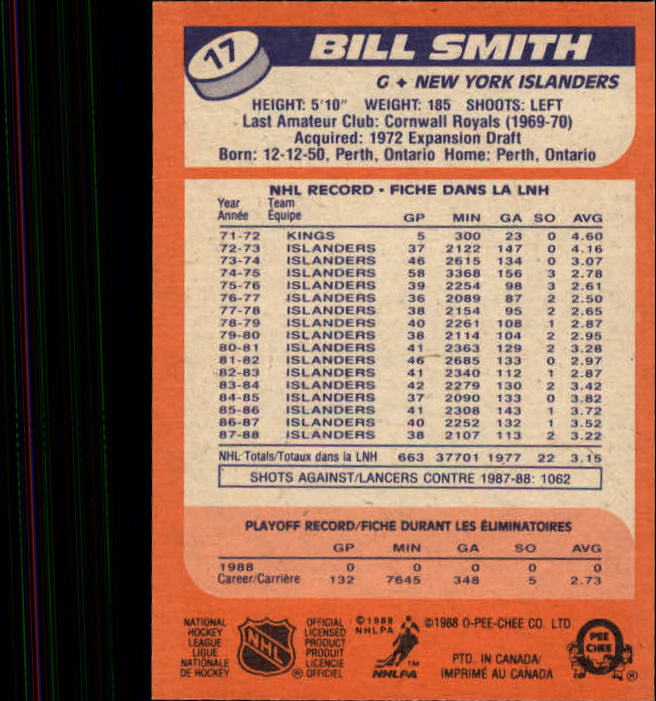 17
BILL SMITH
G ♦ NEW YORK ISLANDERS
HEIGHT: 5'10" WEIGHT: 185 SHOOTS: LEFT
Last Amateur Club: Cornwall Royals (1969-70)
Acquired: 1972 Expansion Draft
Born: 12-12-50, Perth, Ontario Home: Perth, Ontario
NHL RECORD • FICHE DANS LA LNH
Year Team
Année Équipe GP MIN GA SO AVG
71-72 KINGS 5 300 23 0 4.60
72-73 ISLANDERS 37 2122 147 0 4.16
73-74 ISLANDERS 46 2615 134 0 3.07
74-75 ISLANDERS 58 3368 156 3 2.78
75-76 ISLANDERS 39 2254 98 3 2.61
76-77 ISLANDERS 36 2089 87 2 2.50
77-78 ISLANDERS 38 2154 95 2 2.65
78-79 ISLANDERS 40 2261 108 1 2.87
79-80 ISLANDERS 38 2114 104 2 2.95
80-81 ISLANDERS 41 2363 129 2 3.28
81-82 ISLANDERS 46 2685 133 0 2.97
82-83 ISLANDERS 41 2340 112 1 2.87
83-84 ISLANDERS 42 2279 130 2 3.42
84-85 ISLANDERS 37 2090 133 0 3.82
85-86 ISLANDERS 41 2308 143 1 3.72
86-87 ISLANDERS 40 2252 132 1 3.52
87-88 ISLANDERS 38 2107 113 2 3.22
NHL Totals/Totaux dans la LNH 663 37701 1977 22 3.15
SHOTS AGAINST/LANCERS CONTRE 1987-88: 1062
PLAYOFF RECORD/FICHE DURANT LES ÉLIMINATOIRES
GP MIN GA SO AVG
1988 0 0 0 0 0
Career/Carrière 132 7645 348 5 2.73
NATIONAL
HOCKEY
LEAGUE
LIGUE
NATIONALE
DE HOCKEY
NHL
®
OFFICIAL
LICENSED
PRODUCT
PRODUIT
LICENCIE
OFFICIEL
©1988
NHLPA
TM
NHLPA
©1988 O-PEE-CHEE CO. LTD.
PTD. IN CANADA/
IMPRIMÉ AU CANADA
PEE
CHEE
®